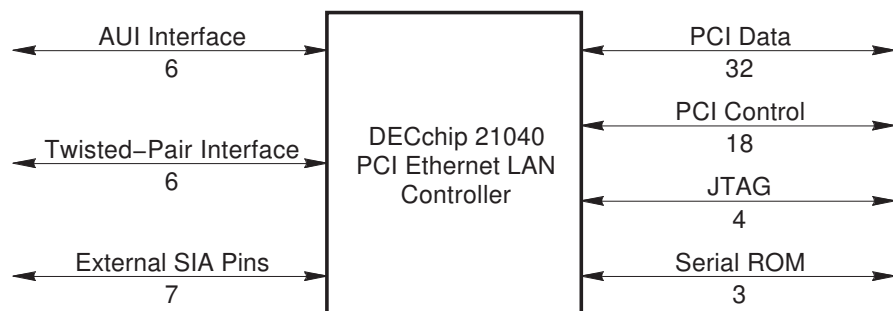 AUI Interface
6
Twisted−Pair Interface
6
External SIA Pins
7
DECchip 21040
PCI Ethernet LAN
Controller
PCI Data
32
PCI Control
18
JTAG
4
Serial ROM
3